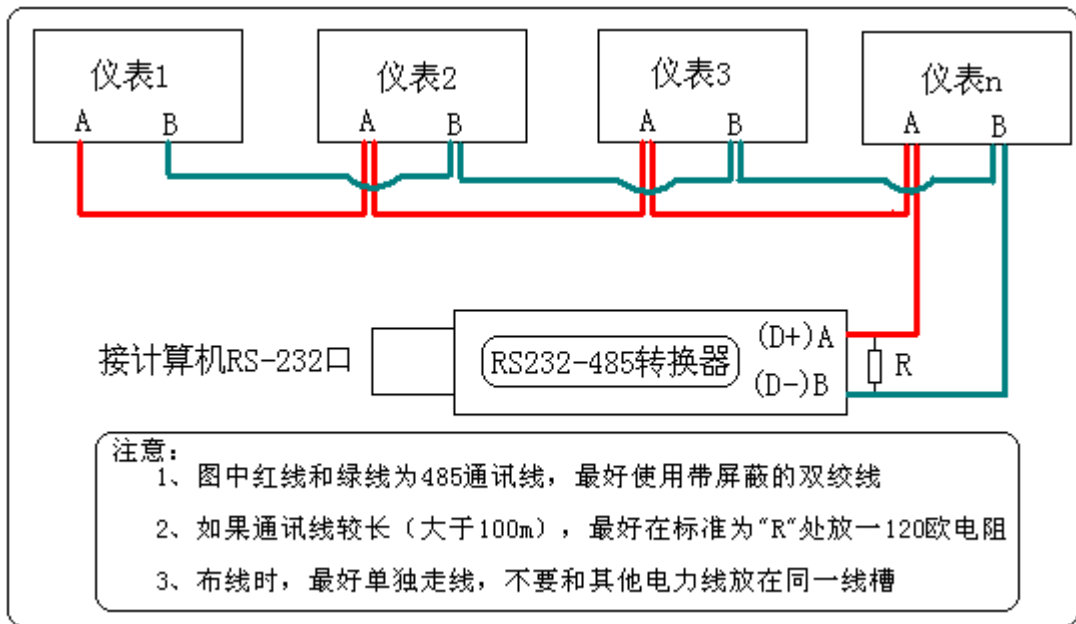 仪表1
仪表2
仪表3
仪表n
A
B
A
B
A
B
A
B
接计算机RS-232口
RS232-485转换器
(D+)A
(D-)B
R
注意:
1、图中红线和绿线为485通讯线，最好使用带屏蔽的双绞线
2、如果通讯线较长（大于100m），最好在标准为"R"处放一120欧电阻
3、布线时，最好单独走线，不要和其他电力线放在同一线槽